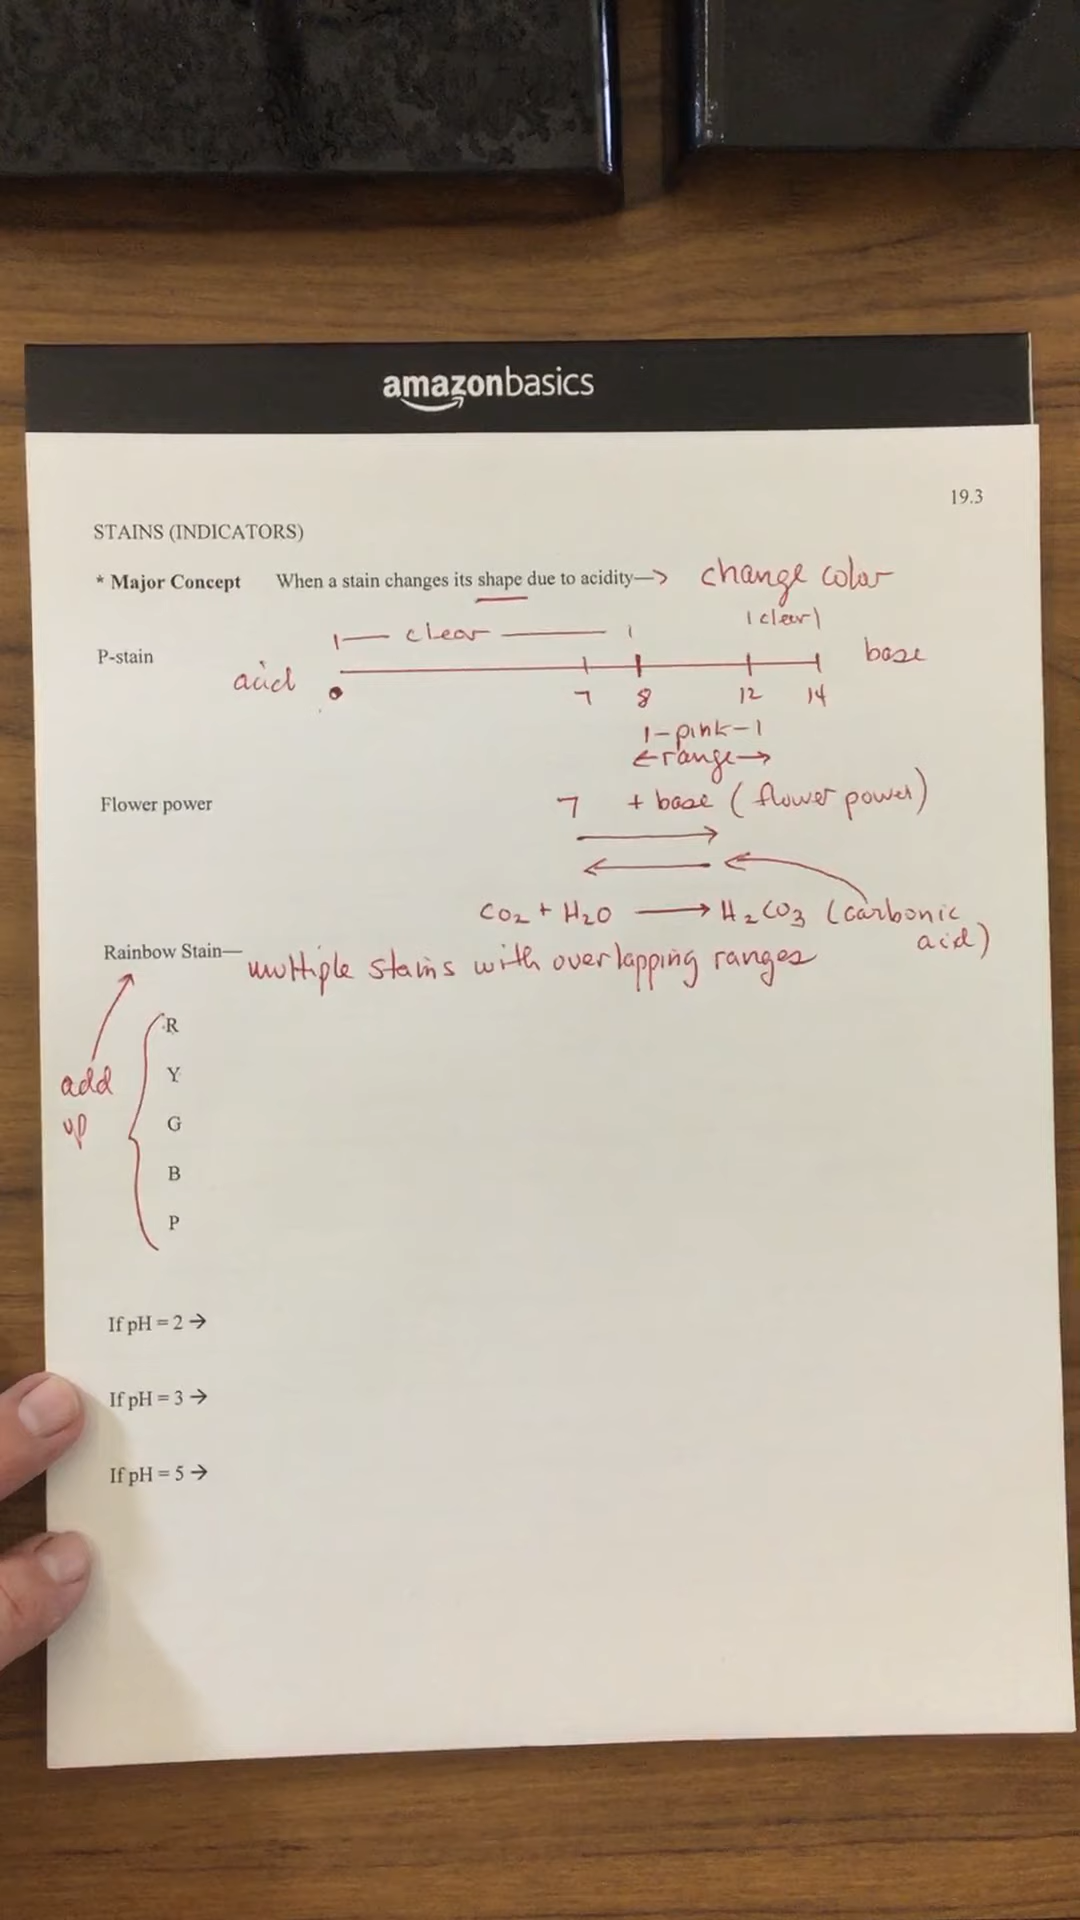 amazonbasics
19.3
STAINS (INDICATORS)
* Major Concept When a stain changes its shape due to acidity—> change color
|— clear —— | |clear|
P-stain acid base
0 7 8 12 14
|-pink-|
<-range->
Flower power 7 + base (flower power)
CO2 + H2O → H2CO3 (carbonic
acid)
Rainbow Stain— multiple stains with overlapping ranges
R
add Y
up G
B
P
If pH = 2 →
If pH = 3 →
If pH = 5 →